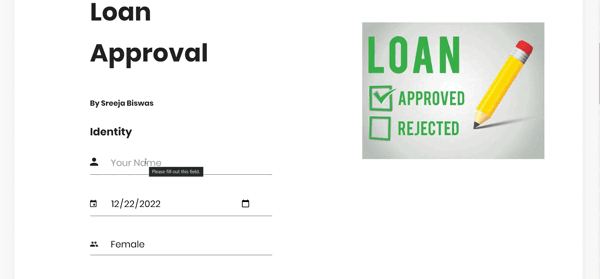 Loan
Approval
By Sreeja Biswas
Identity
Your Name
Please fill out this field.
12/22/2022
Female
LOAN
APPROVED
REJECTED